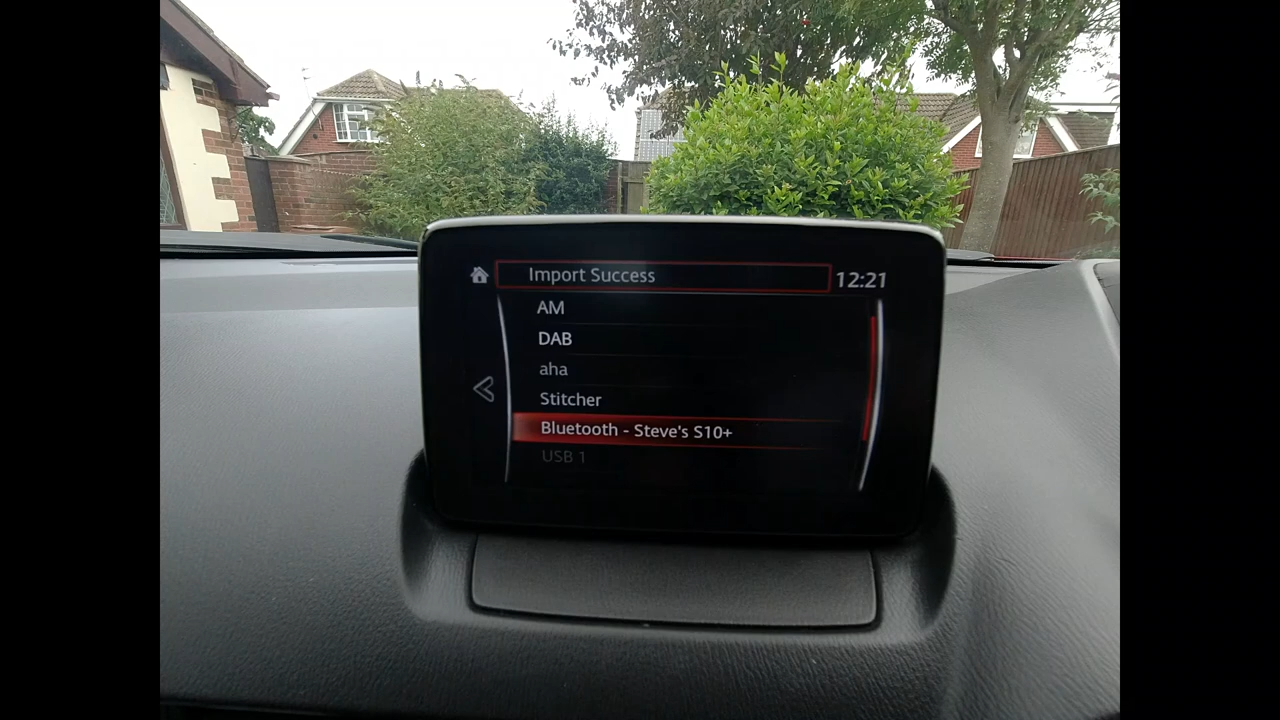 Import Success
12:21
AM
DAB
aha
Stitcher
Bluetooth - Steve's S10+
USB 1